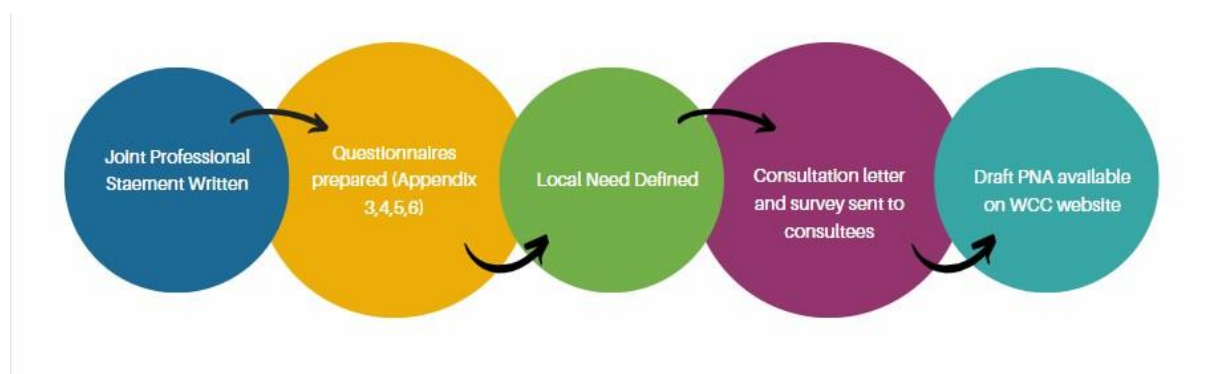 Joint Professional
Staement Written
Questionnaires
prepared (Appendix
3,4,5,6)
Local Need Defined
Consultation letter
and survey sent to
consultees
Draft PNA available
on WCC website